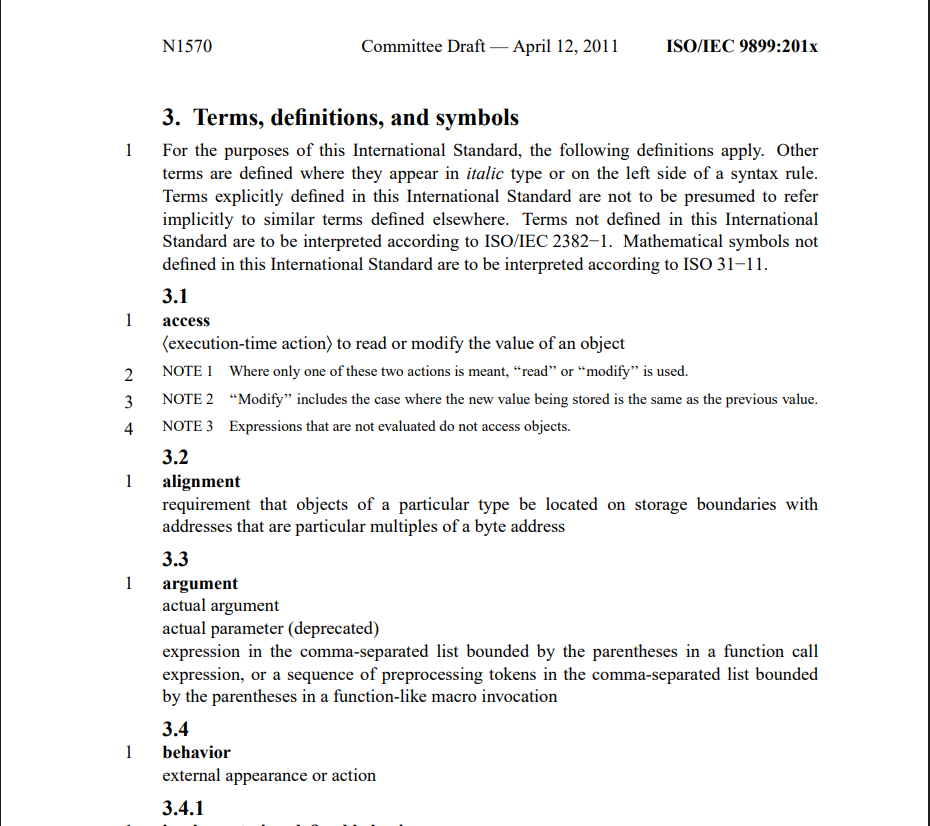 N1570 Committee Draft — April 12, 2011 ISO/IEC 9899:201x
3. Terms, definitions, and symbols
1 For the purposes of this International Standard, the following definitions apply. Other
terms are defined where they appear in italic type or on the left side of a syntax rule.
Terms explicitly defined in this International Standard are not to be presumed to refer
implicitly to similar terms defined elsewhere. Terms not defined in this International
Standard are to be interpreted according to ISO/IEC 2382−1. Mathematical symbols not
defined in this International Standard are to be interpreted according to ISO 31−11.
3.1
1 access
〈execution-time action〉 to read or modify the value of an object
2 NOTE 1 Where only one of these two actions is meant, ‘‘read’’ or ‘‘modify’’ is used.
3 NOTE 2 ‘‘Modify’’ includes the case where the new value being stored is the same as the previous value.
4 NOTE 3 Expressions that are not evaluated do not access objects.
3.2
1 alignment
requirement that objects of a particular type be located on storage boundaries with
addresses that are particular multiples of a byte address
3.3
1 argument
actual argument
actual parameter (deprecated)
expression in the comma-separated list bounded by the parentheses in a function call
expression, or a sequence of preprocessing tokens in the comma-separated list bounded
by the parentheses in a function-like macro invocation
3.4
1 behavior
external appearance or action
3.4.1